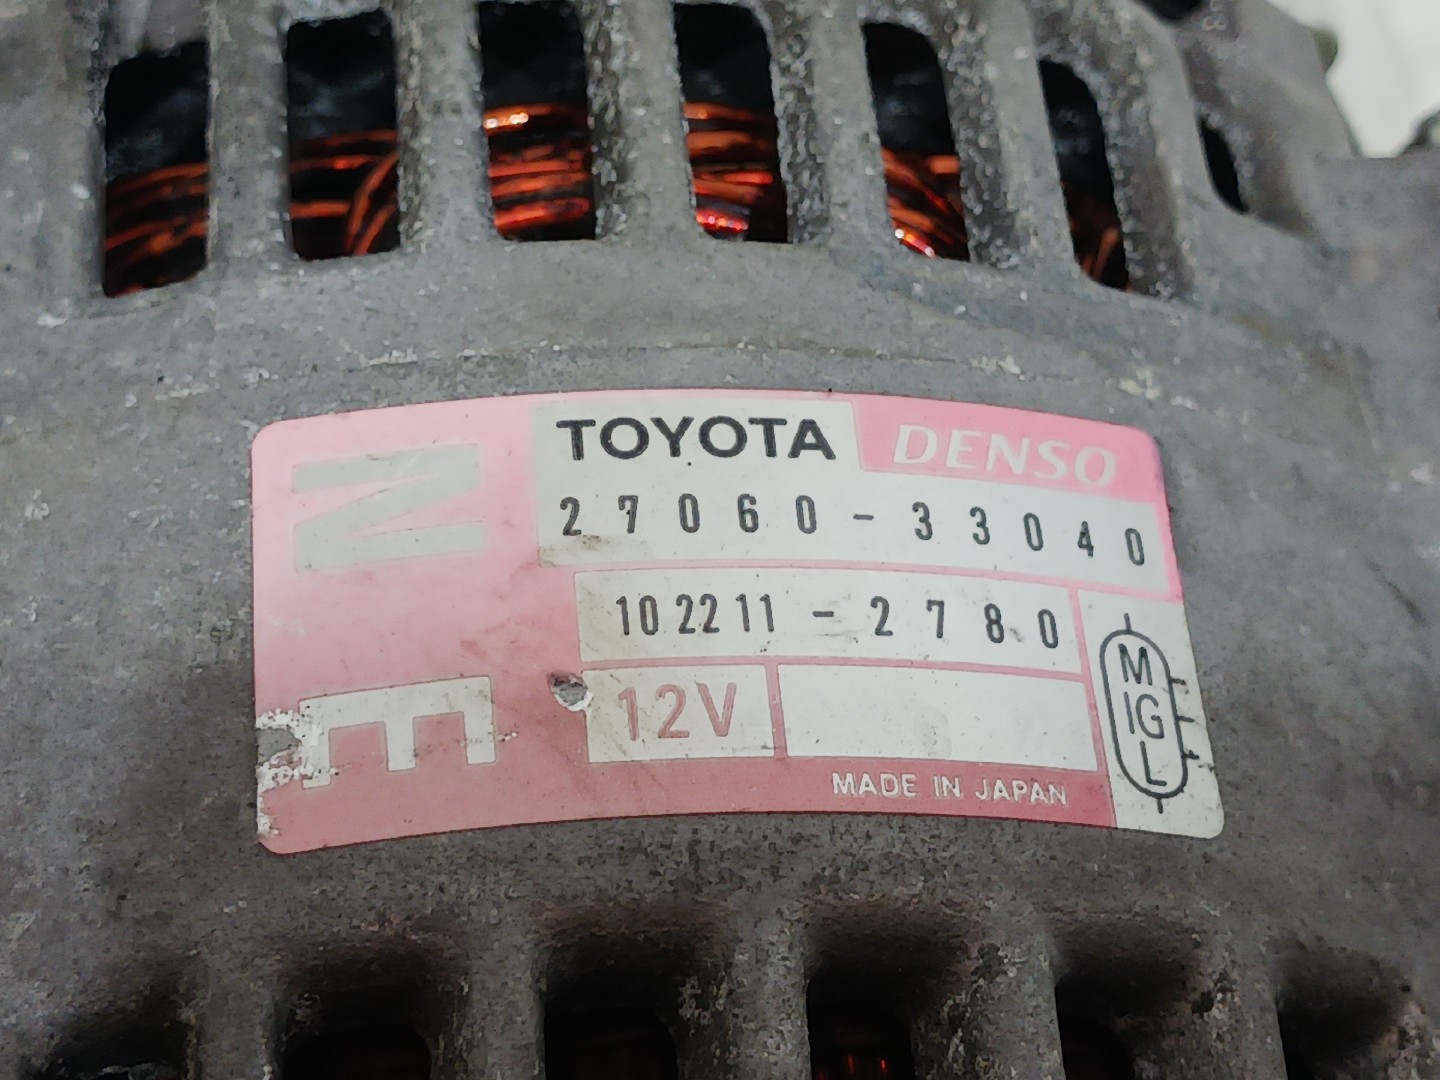 TOYOTA DENSO
27060-33040
102211-2780
12V
MADE IN JAPAN
M
IG
L
N
E